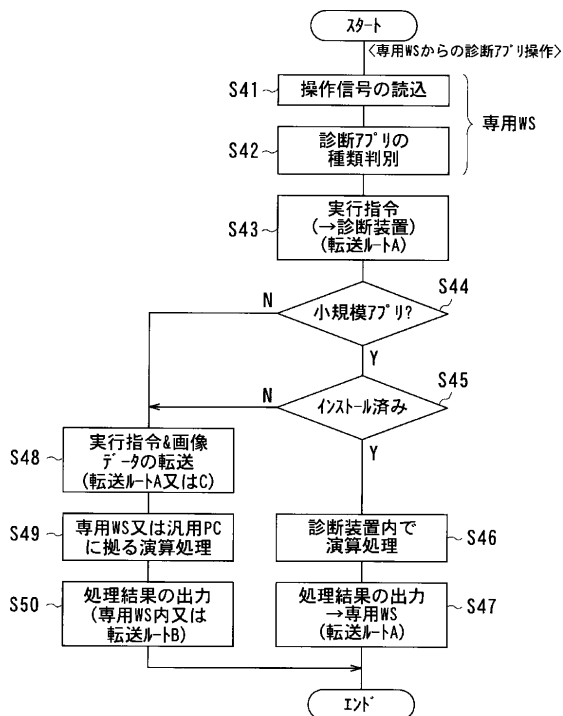 スタート
〈専用WSからの診断アプリ操作〉
S41
操作信号の読込
専用WS
S42
診断アプリの
種類判別
S43
実行指令
(→診断装置)
(転送ルートA)
S44
N
小規模アプリ?
Y
S45
N
インストール済み
Y
S48
実行指令&画像
データの転送
(転送ルートA又はC)
S49
専用WS又は汎用PC
に拠る演算処理
診断装置内で
演算処理
S46
S50
処理結果の出力
(専用WS内又は
転送ルートB)
処理結果の出力
→専用WS
(転送ルートA)
S47
エンド